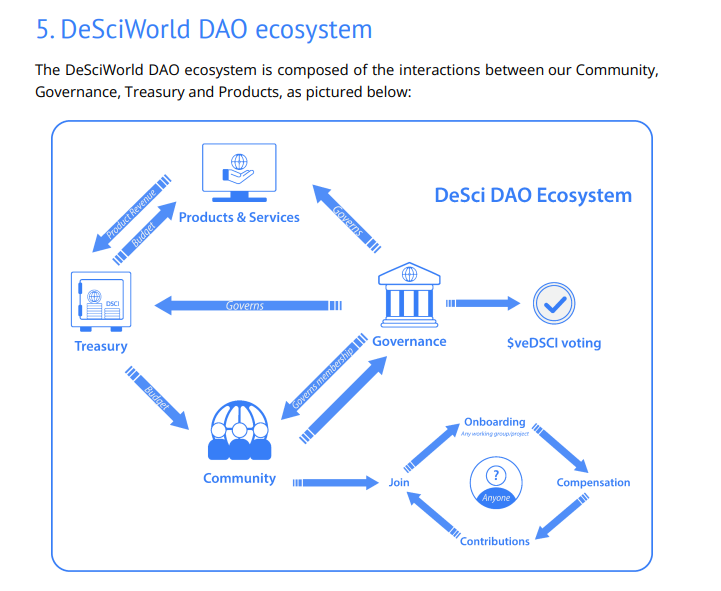 5. DeSciWorld DAO ecosystem
The DeSciWorld DAO ecosystem is composed of the interactions between our Community,
Governance, Treasury and Products, as pictured below:
DeSci DAO Ecosystem
Products & Services
Product Revenue
Budget
Governs
DSCI
Treasury
Governs
Governance
$veDSCI voting
Budget
Governs membership
Community
Onboarding
Any working group/project
Join
?
Anyone
Compensation
Contributions